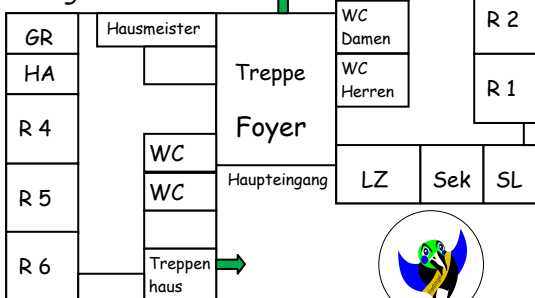 GR
HA
R 4
R 5
R 6
Hausmeister
WC
WC
Treppen
haus
Treppe
Foyer
Haupteingang
WC
Damen
WC
Herren
R 2
R 1
LZ
Sek
SL